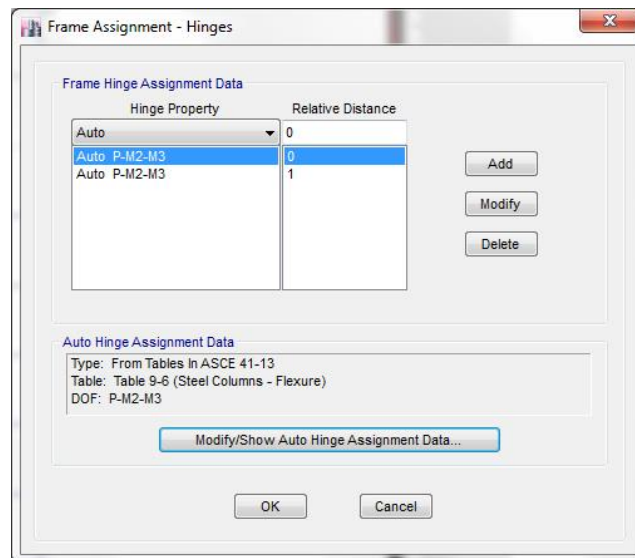 Frame Assignment - Hinges
X
Frame Hinge Assignment Data
Hinge Property Relative Distance
Auto 0
Auto P-M2-M3 0
Auto P-M2-M3 1
Add
Modify
Delete
Auto Hinge Assignment Data
Type: From Tables In ASCE 41-13
Table: Table 9-6 (Steel Columns - Flexure)
DOF: P-M2-M3
Modify/Show Auto Hinge Assignment Data...
OK Cancel